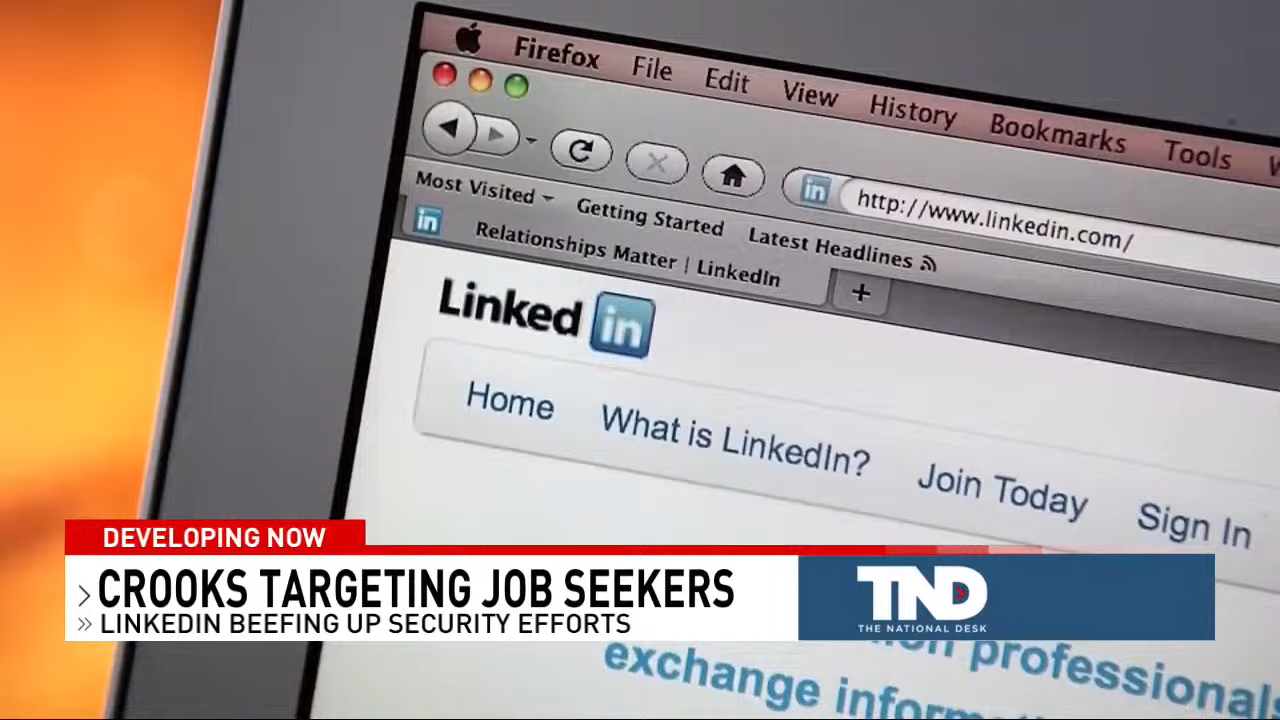 Firefox File Edit View History Bookmarks Tools
in http://www.linkedin.com/
Most Visited Getting Started Latest Headlines
in Relationships Matter | LinkedIn +
Linked in
Home What is LinkedIn? Join Today Sign In
DEVELOPING NOW
CROOKS TARGETING JOB SEEKERS
LINKEDIN BEEFING UP SECURITY EFFORTS
TND
THE NATIONAL DESK
professionals
exchange